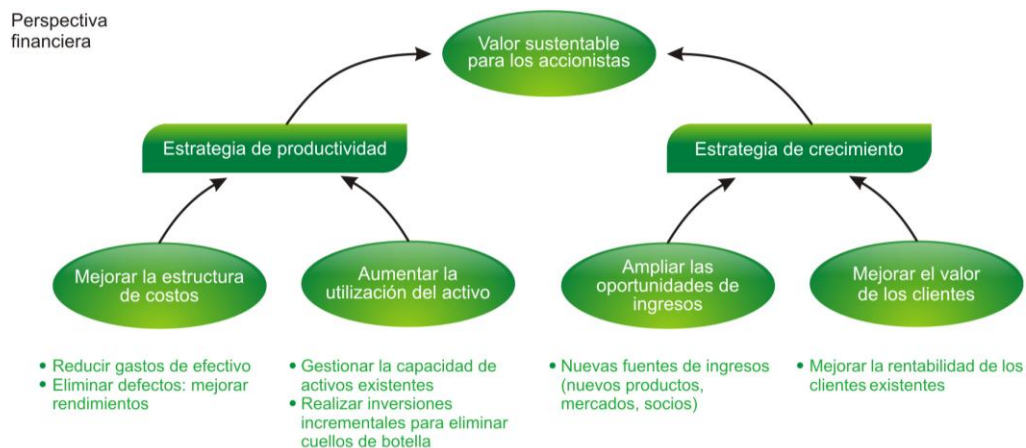 Perspectiva
financiera
Valor sustentable
para los accionistas
Estrategia de productividad
Estrategia de crecimiento
Mejorar la estructura
de costos
Aumentar la
utilización del activo
Ampliar las
oportunidades de
ingresos
Mejorar el valor
de los clientes
• Reducir gastos de efectivo
• Eliminar defectos: mejorar
rendimientos
• Gestionar la capacidad de
activos existentes
• Realizar inversiones
incrementales para eliminar
cuellos de botella
• Nuevas fuentes de ingresos
(nuevos productos,
mercados, socios)
• Mejorar la rentabilidad de los
clientes existentes